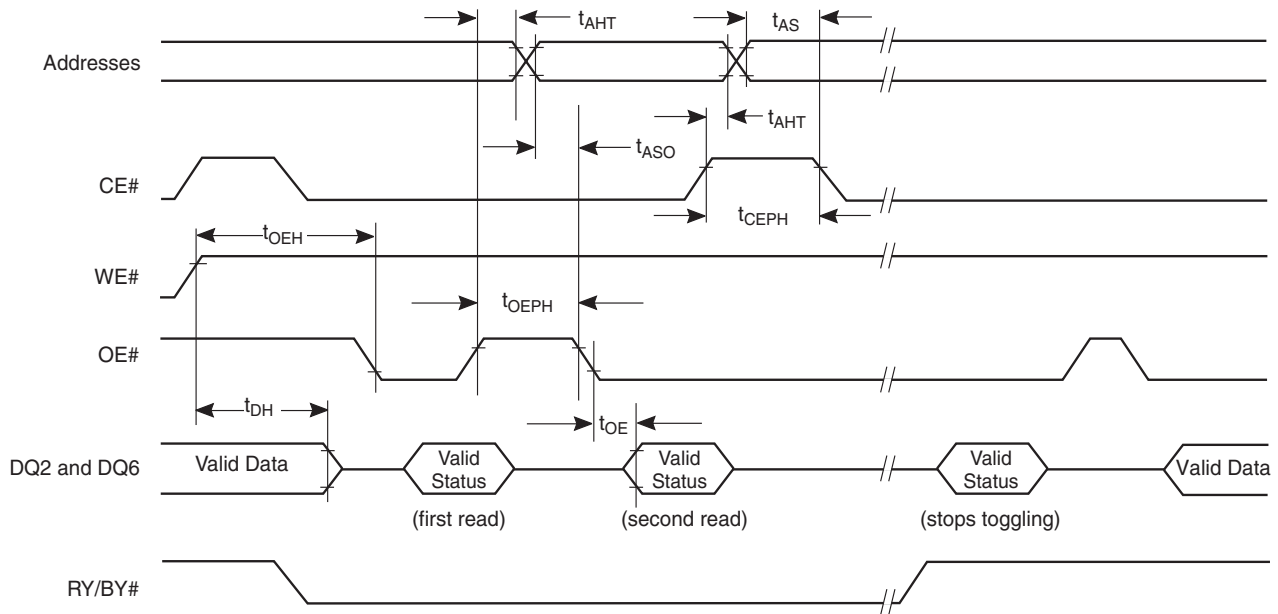 tAHT
tAS
Addresses
tAHT
tASO
CE#
tCEPH
tOEH
WE#
tOEPH
OE#
tDH
tOE
DQ2 and DQ6
Valid Data
Valid
Status
Valid
Status
Valid
Status
Valid Data
(first read)
(second read)
(stops toggling)
RY/BY#